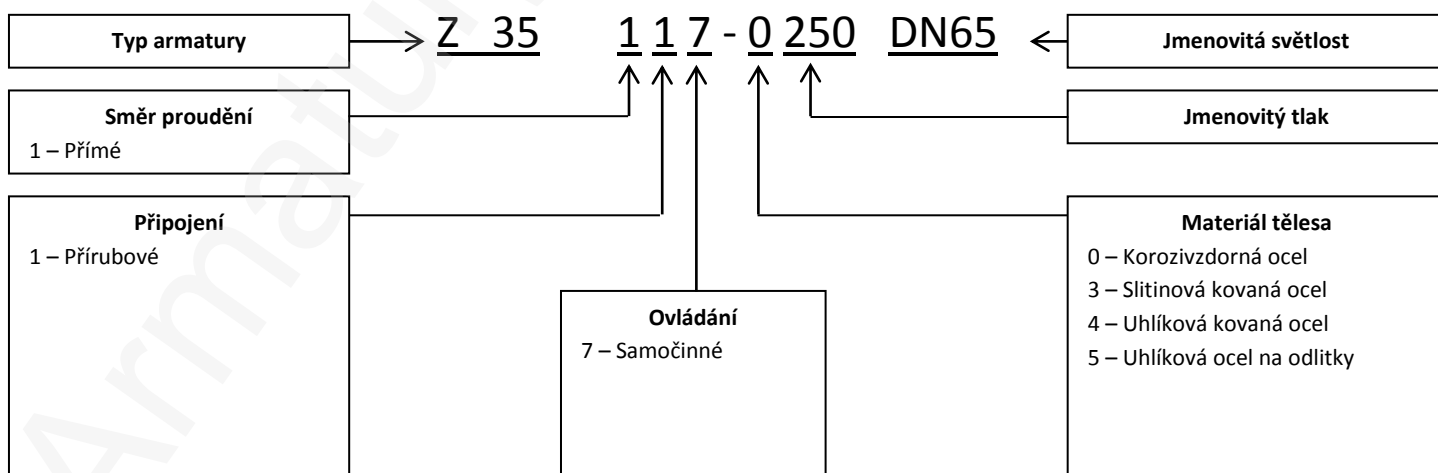 Typ armatury
Z 35 1 1 7 - 0 250 DN65
Jmenovitá světlost
Směr proudění
1 – Přímé
Jmenovitý tlak
Připojení
1 – Přírubové
Ovládání
7 – Samočinné
Materiál tělesa
0 – Korozivzdorná ocel
3 – Slitinová kovaná ocel
4 – Uhlíková kovaná ocel
5 – Uhlíková ocel na odlitky
Armatu